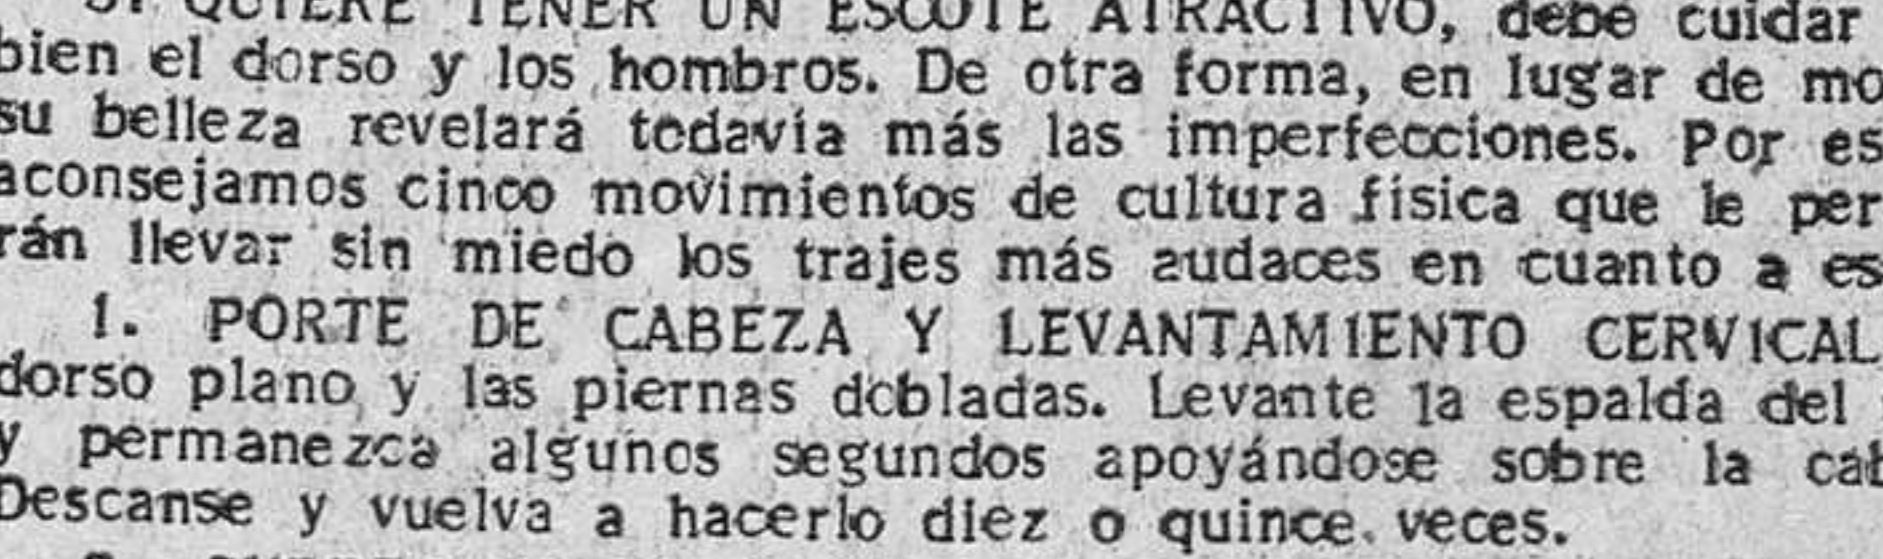 SI QUIERE TENER UN ESCOTE ATRACTIVO, debe cuidar
bien el dorso y los hombros. De otra forma, en lugar de mo
su belleza revelará todavía más las imperfecciones. Por es
aconsejamos cinco movimientos de cultura física que le per
rán llevar sin miedo los trajes más audaces en cuanto a es
1. PORTE DE CABEZA Y LEVANTAMIENTO CERVICAL
dorso plano y las piernas dobladas. Levante la espalda del
y permanezca algunos segundos apoyándose sobre la cab
Descanse y vuelva a hacerlo diez o quince veces.